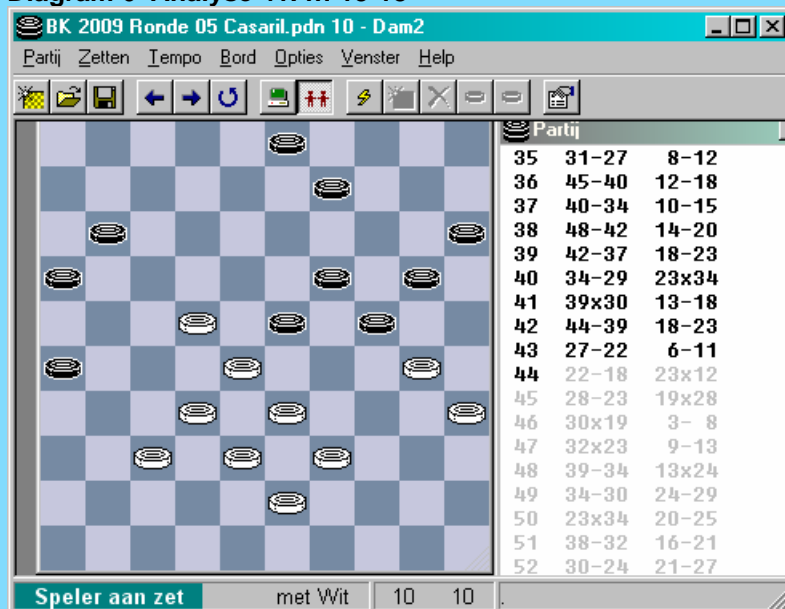 Diagram Analyse
BK 2009 Ronde 05 Casaril.pdn 10 - Dam2
Partij Zetten Tempo Bord Opties Venster Help
Partij
35 31-27 8-12
36 45-40 12-18
37 40-34 10-15
38 48-42 14-20
39 42-37 18-23
40 34-29 23x34
41 39x30 13-18
42 44-39 18-23
43 27-22 6-11
44 22-18 23x12
45 28-23 19x28
46 30x19 3- 8
47 32x23 9-13
48 39-34 13x24
49 34-30 24-29
50 23x34 20-25
51 38-32 16-21
52 30-24 21-27
Speler aan zet met Wit 10 10 .